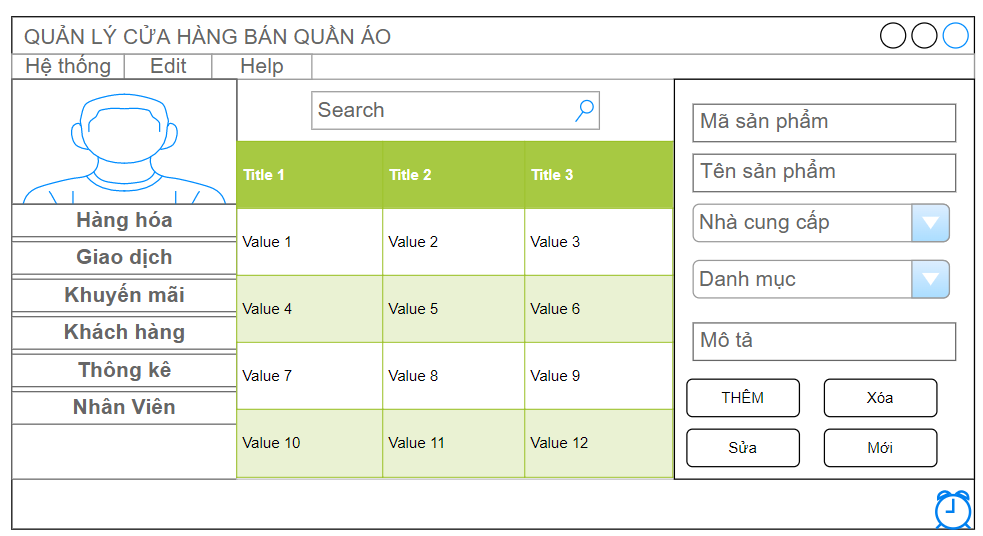 QUẢN LÝ CỬA HÀNG BÁN QUẦN ÁO
Hệ thống Edit Help
Hàng hóa
Giao dịch
Khuyến mãi
Khách hàng
Thông kê
Nhân Viên
Search
Title 1 Title 2 Title 3
Value 1 Value 2 Value 3
Value 4 Value 5 Value 6
Value 7 Value 8 Value 9
Value 10 Value 11 Value 12
Mã sản phẩm
Tên sản phẩm
Nhà cung cấp
Danh mục
Mô tả
THÊM Xóa
Sửa Mới